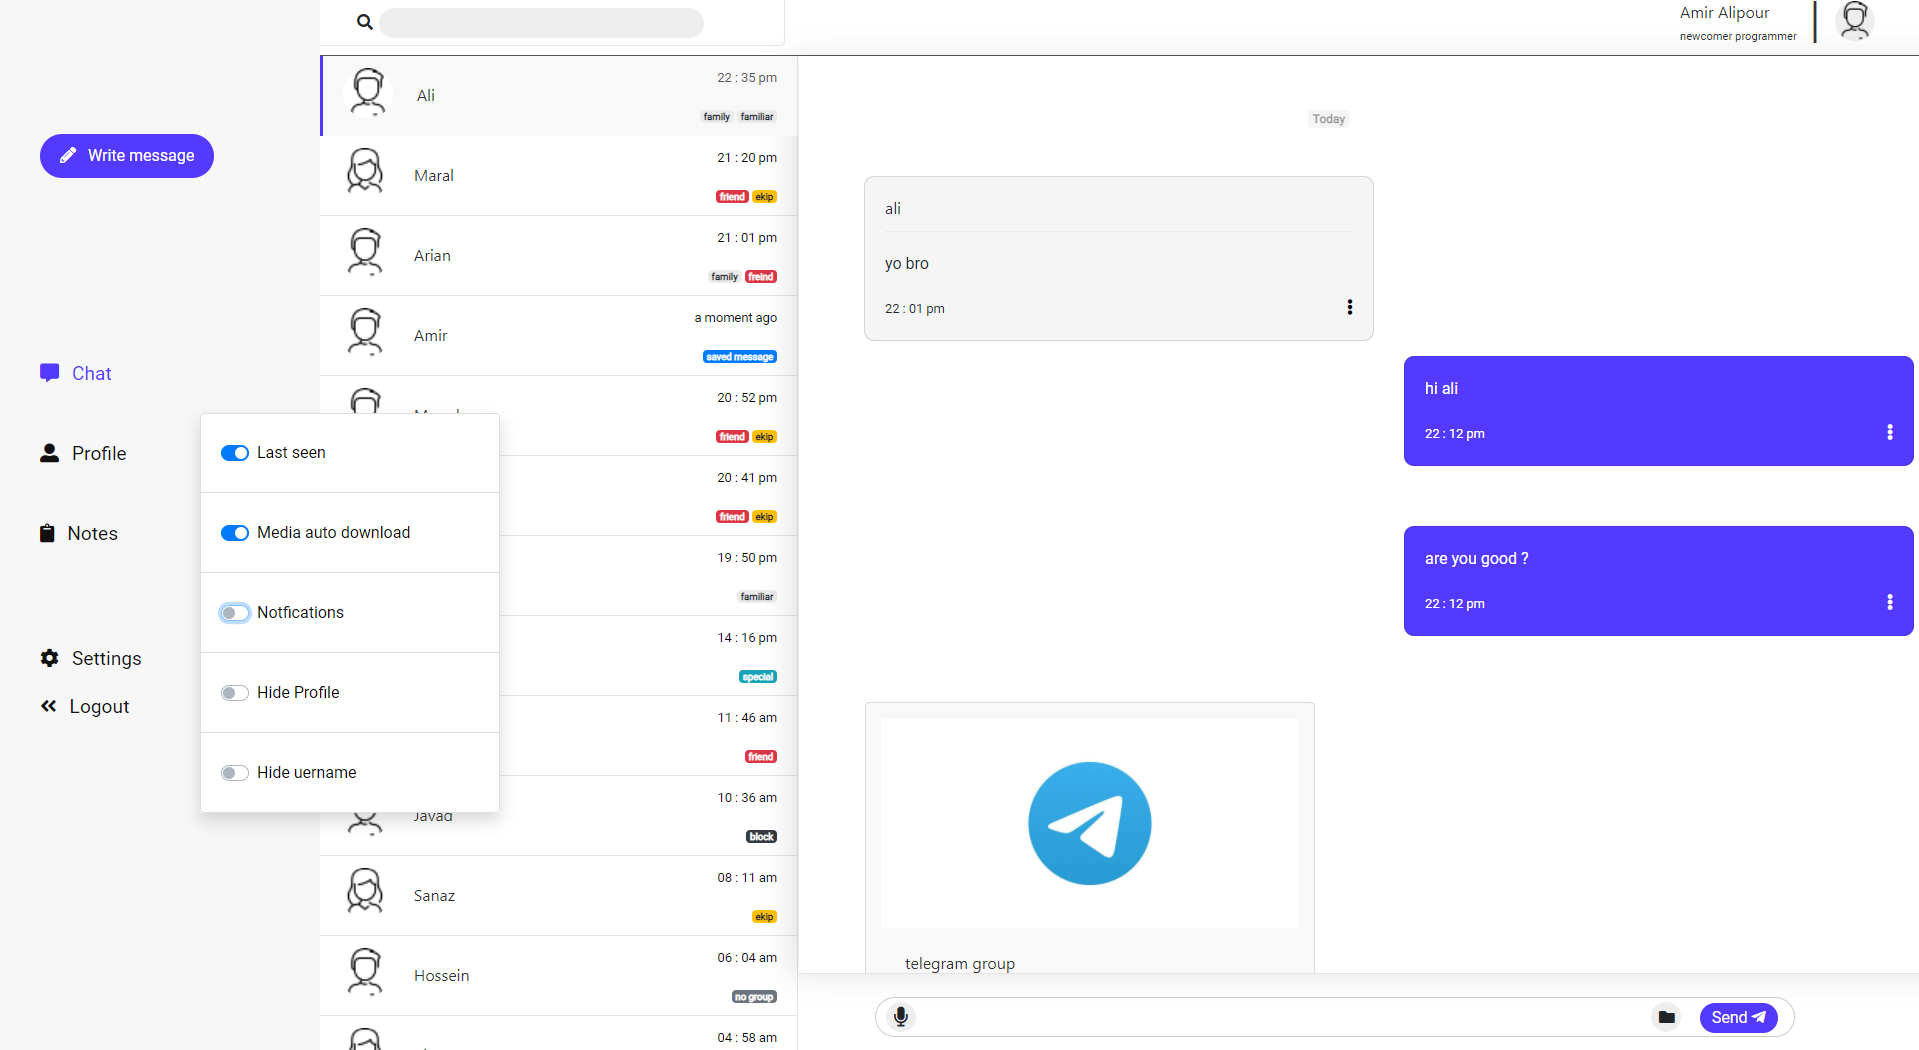 Amir Alipour
newcomer programmer
Write message
Chat
Profile
Notes
Settings
Logout
Last seen
Media auto download
Notfications
Hide Profile
Hide uername
Ali
22 : 35 pm
family familiar
Maral
21 : 20 pm
friend ekip
Arian
21 : 01 pm
family freind
Amir
a moment ago
saved message
20 : 52 pm
friend ekip
20 : 41 pm
friend ekip
19 : 50 pm
familiar
14 : 16 pm
special
11 : 46 am
friend
Javad
10 : 36 am
block
Sanaz
08 : 11 am
ekip
Hossein
06 : 04 am
no group
04 : 58 am
Today
ali
yo bro
22 : 01 pm
hi ali
22 : 12 pm
are you good ?
22 : 12 pm
telegram group
Send